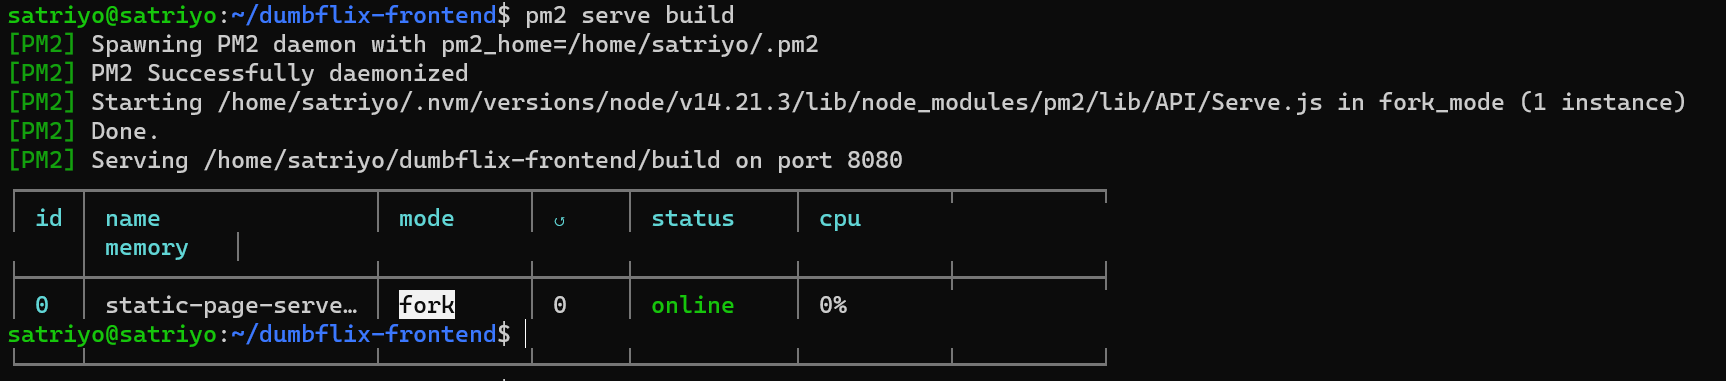 satriyo@satriyo:~/dumbflix-frontend$ pm2 serve build
[PM2] Spawning PM2 daemon with pm2_home=/home/satriyo/.pm2
[PM2] PM2 Successfully daemonized
[PM2] Starting /home/satriyo/.nvm/versions/node/v14.21.3/lib/node_modules/pm2/lib/API/Serve.js in fork_mode (1 instance)
[PM2] Done.
[PM2] Serving /home/satriyo/dumbflix-frontend/build on port 8080
id name mode ↺ status cpu
memory
0 static-page-serve… fork 0 online 0%
satriyo@satriyo:~/dumbflix-frontend$